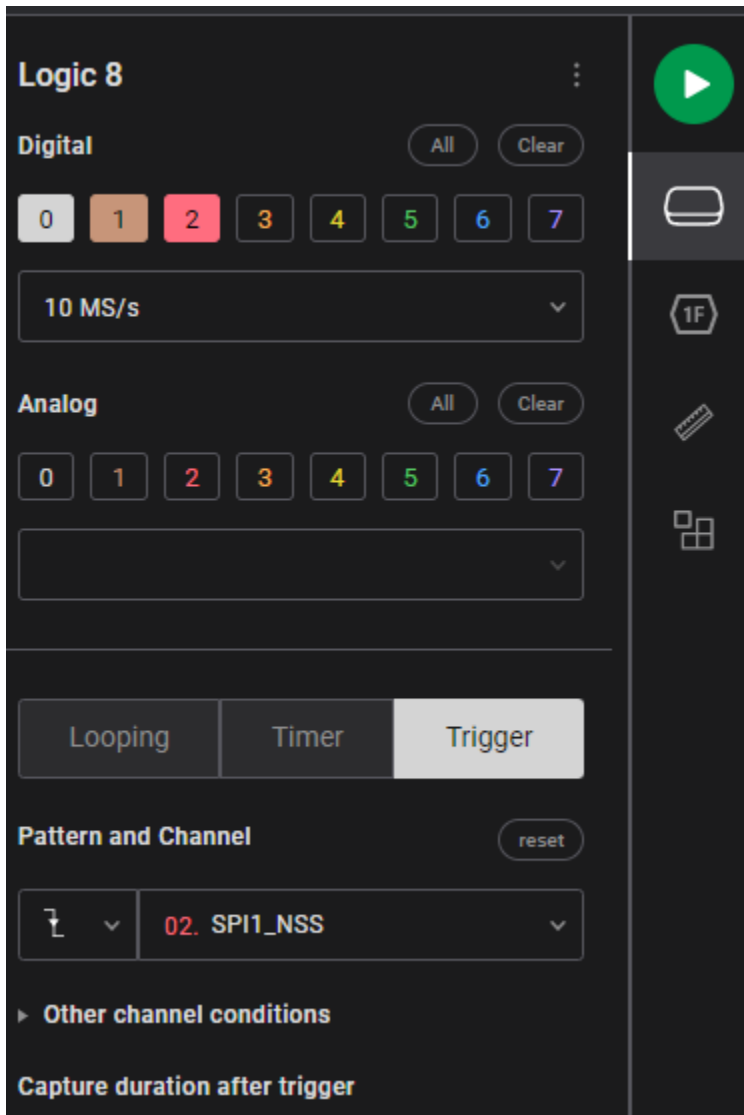 Logic 8
Digital All Clear
0 1 2 3 4 5 6 7
10 MS/s
1F
Analog All Clear
0 1 2 3 4 5 6 7
Looping Timer Trigger
Pattern and Channel reset
02. SPI1_NSS
Other channel conditions
Capture duration after trigger